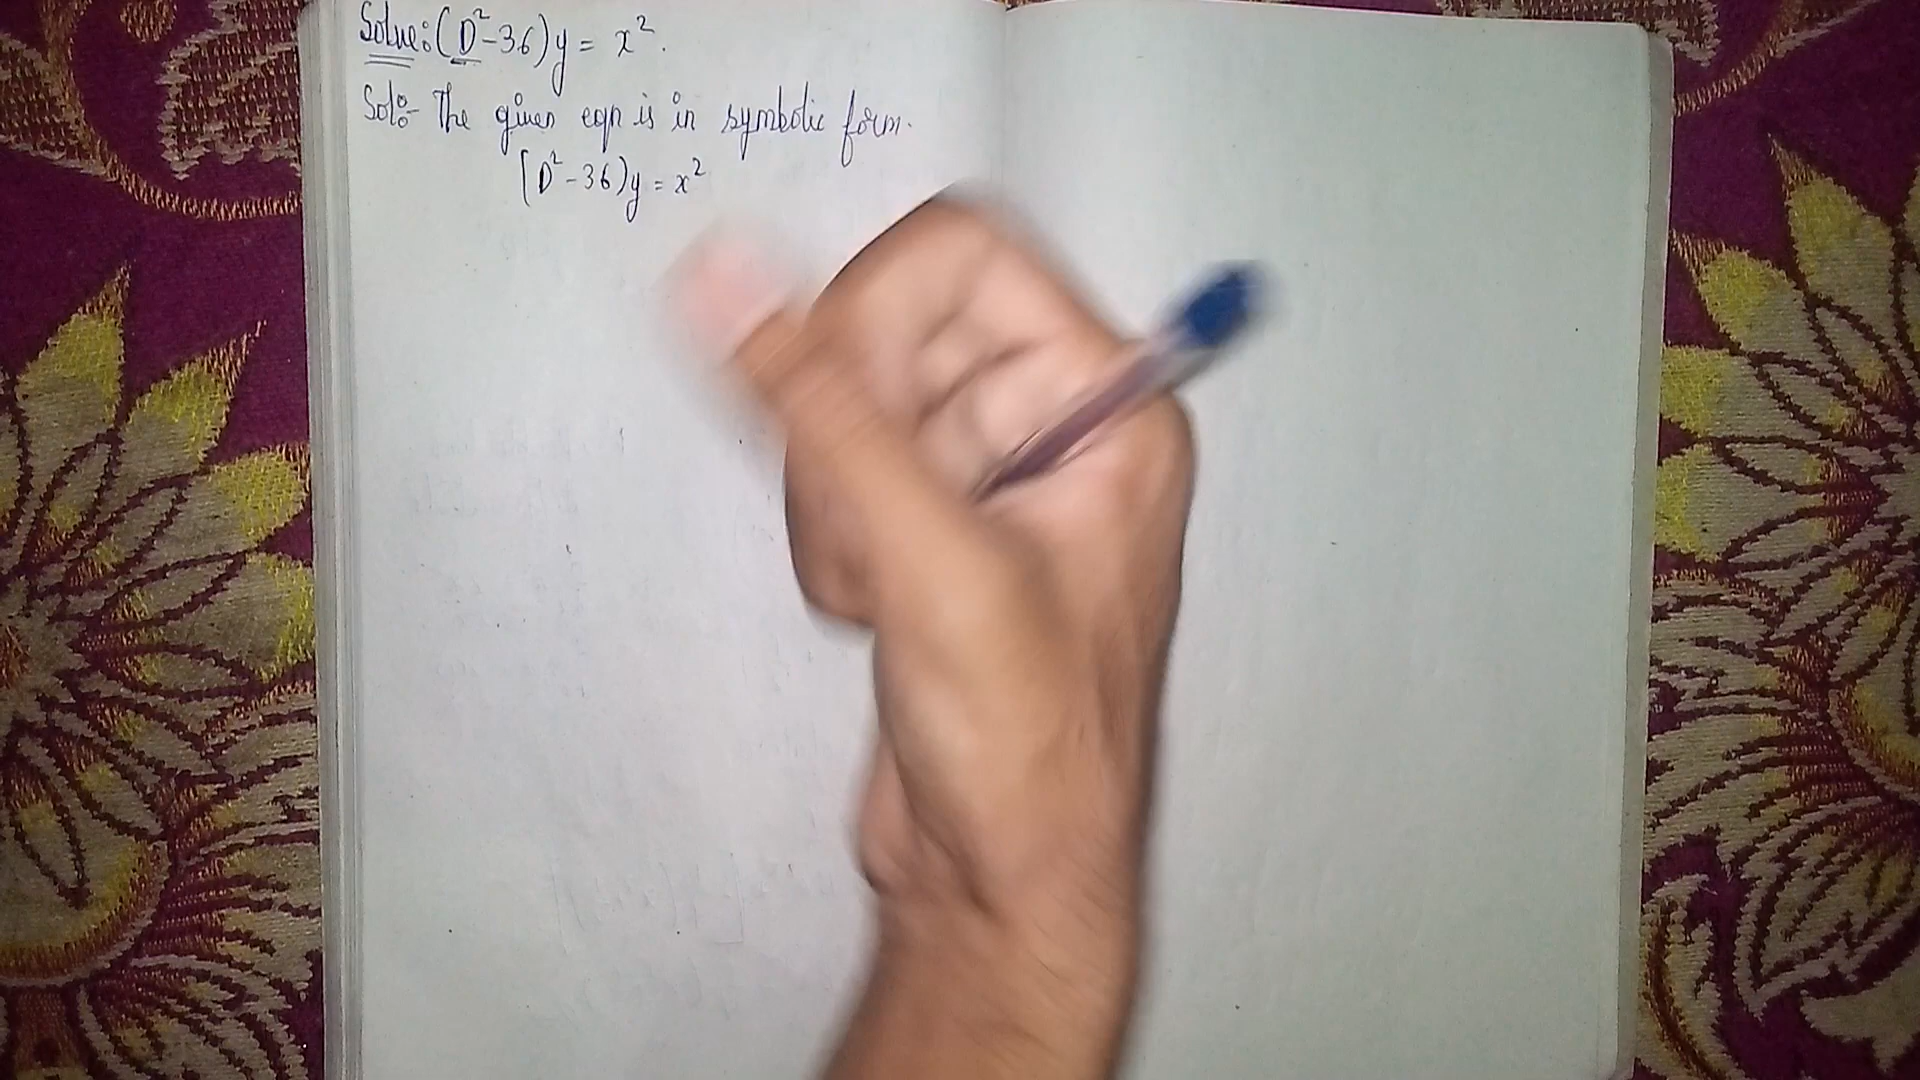 Solve: (D²-36)y = x².
Sol:- The given eqn is in symbolic form.
(D²-36)y = x²